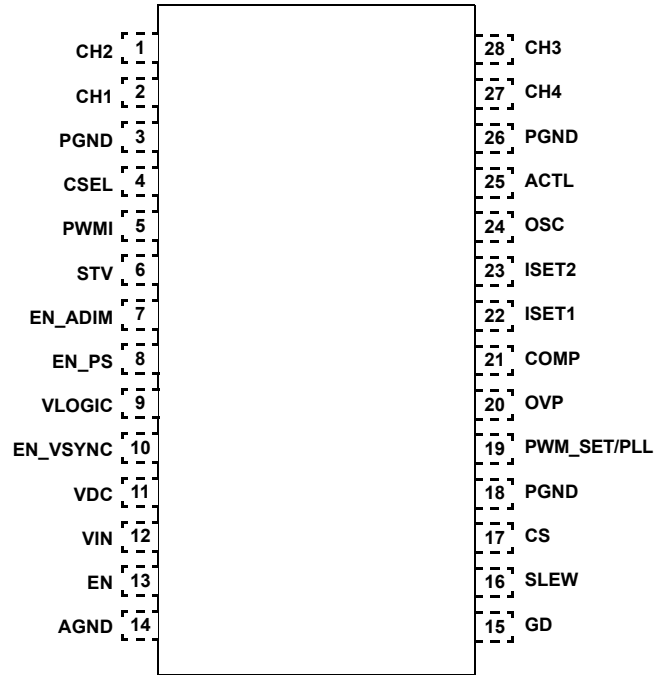 CH2 1 28 CH3
CH1 2 27 CH4
PGND 3 26 PGND
CSEL 4 25 ACTL
PWMI 5 24 OSC
STV 6 23 ISET2
EN_ADIM 7 22 ISET1
EN_PS 8 21 COMP
VLOGIC 9 20 OVP
EN_VSYNC 10 19 PWM_SET/PLL
VDC 11 18 PGND
VIN 12 17 CS
EN 13 16 SLEW
AGND 14 15 GD